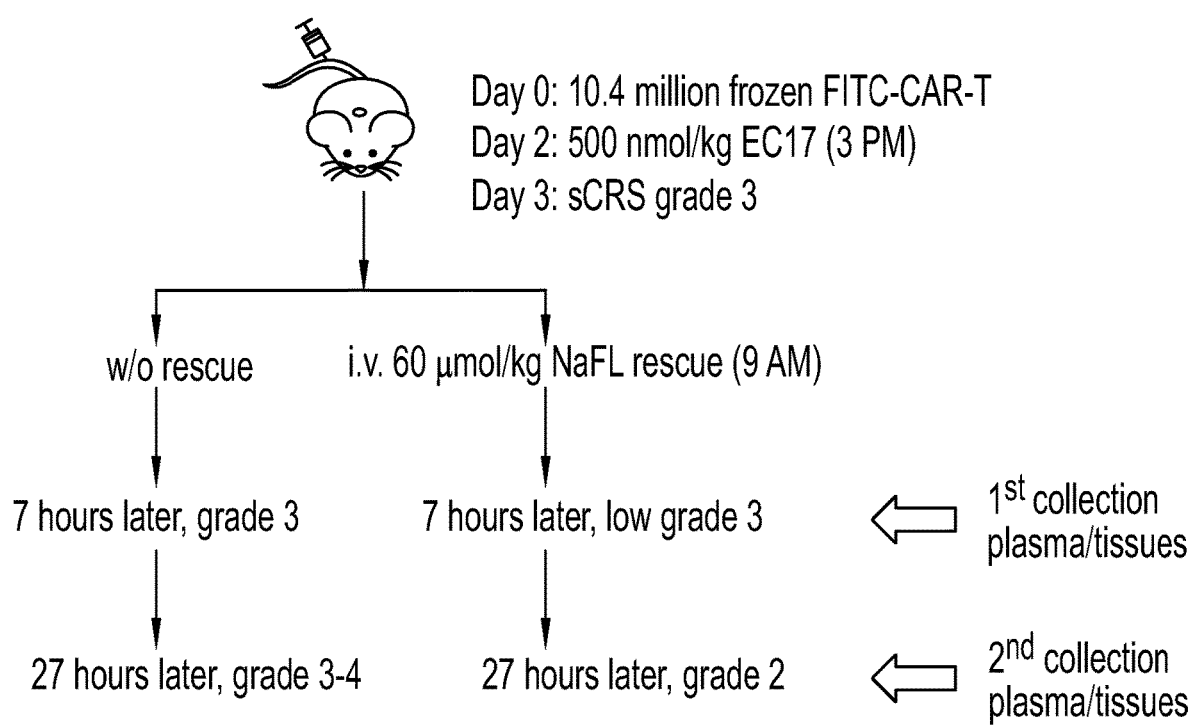 Day 0: 10.4 million frozen FITC-CAR-T
Day 2: 500 nmol/kg EC17 (3 PM)
Day 3: sCRS grade 3
w/o rescue
i.v. 60 μmol/kg NaFL rescue (9 AM)
7 hours later, grade 3
7 hours later, low grade 3
1st collection
plasma/tissues
27 hours later, grade 3-4
27 hours later, grade 2
2nd collection
plasma/tissues